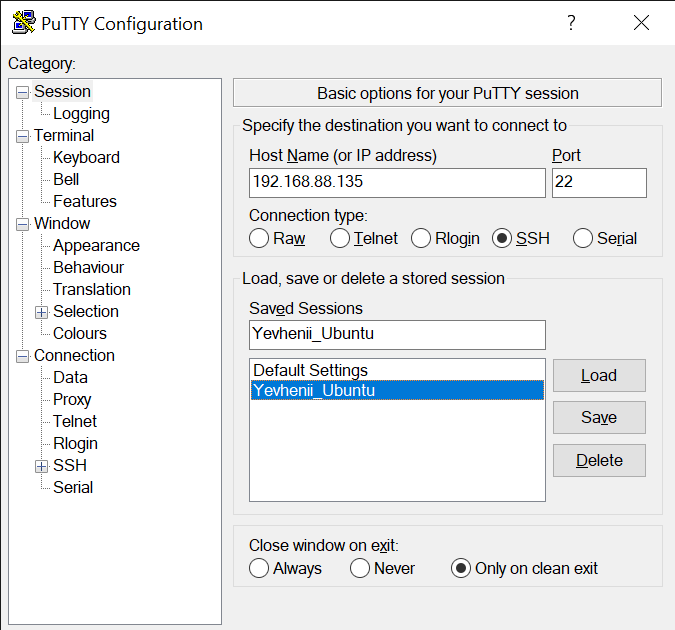 PuTTY Configuration
?
Category:
Session
Logging
Terminal
Keyboard
Bell
Features
Window
Appearance
Behaviour
Translation
Selection
Colours
Connection
Data
Proxy
Telnet
Rlogin
SSH
Serial
Basic options for your PuTTY session
Specify the destination you want to connect to
Host Name (or IP address) Port
192.168.88.135 22
Connection type:
Raw Telnet Rlogin SSH Serial
Load, save or delete a stored session
Saved Sessions
Yevhenii_Ubuntu
Default Settings
Yevhenii_Ubuntu
Load
Save
Delete
Close window on exit:
Always Never Only on clean exit